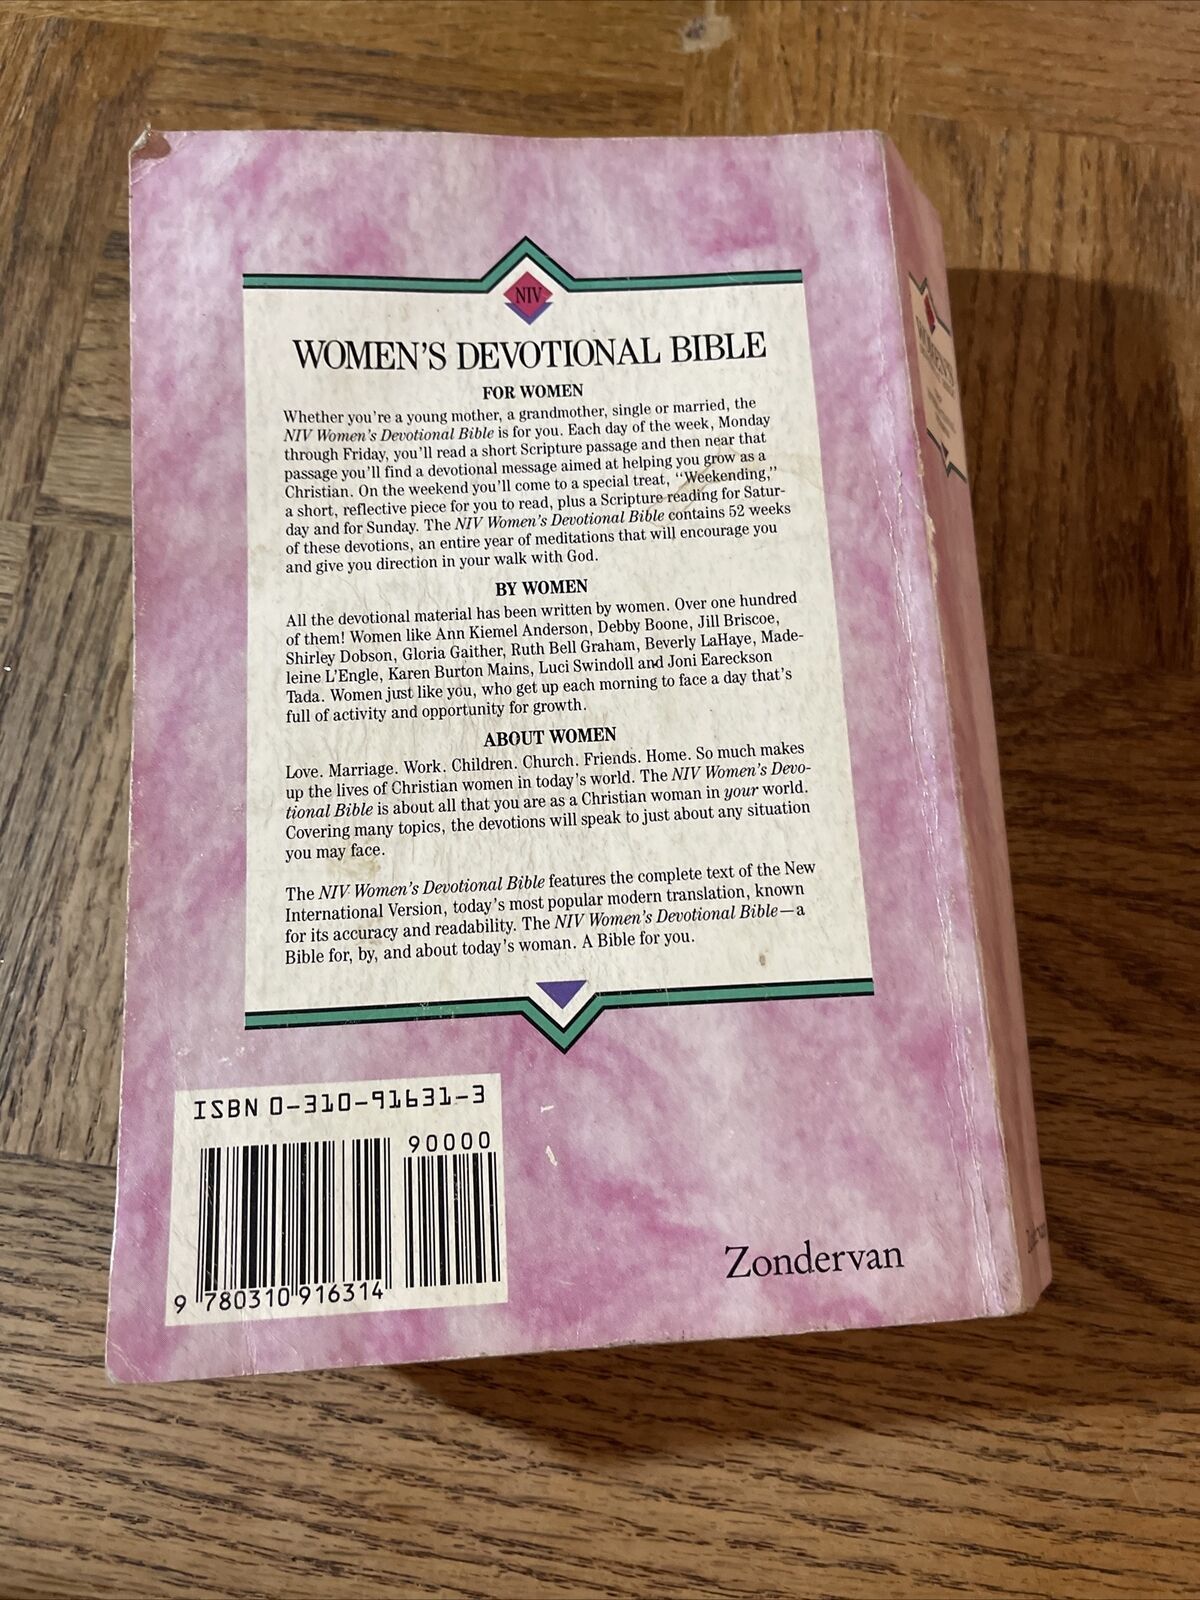 NIV
WOMEN'S DEVOTIONAL BIBLE
FOR WOMEN
Whether you're a young mother, a grandmother, single or married, the
NIV Women's Devotional Bible is for you. Each day of the week, Monday
through Friday, you'll read a short Scripture passage and then near that
passage you'll find a devotional message aimed at helping you grow as a
Christian. On the weekend you'll come to a special treat, “Weekending,”
a short, reflective piece for you to read, plus a Scripture reading for Satur-
day and for Sunday. The NIV Women's Devotional Bible contains 52 weeks
of these devotions, an entire year of meditations that will encourage you
and give you direction in your walk with God.
BY WOMEN
All the devotional material has been written by women. Over one hundred
of them! Women like Ann Kiemel Anderson, Debby Boone, Jill Briscoe,
Shirley Dobson, Gloria Gaither, Ruth Bell Graham, Beverly LaHaye, Made-
leine L'Engle, Karen Burton Mains, Luci Swindoll and Joni Eareckson
Tada. Women just like you, who get up each morning to face a day that's
full of activity and opportunity for growth.
ABOUT WOMEN
Love. Marriage. Work. Children. Church. Friends. Home. So much makes
up the lives of Christian women in today's world. The NIV Women's Devo-
tional Bible is about all that you are as a Christian woman in your world.
Covering many topics, the devotions will speak to just about any situation
you may face.
The NIV Women's Devotional Bible features the complete text of the New
International Version, today's most popular modern translation, known
for its accuracy and readability. The NIV Women's Devotional Bible—a
Bible for, by, and about today's woman. A Bible for you.
ISBN 0-310-91631-3
90000
9 780310 916314
Zondervan